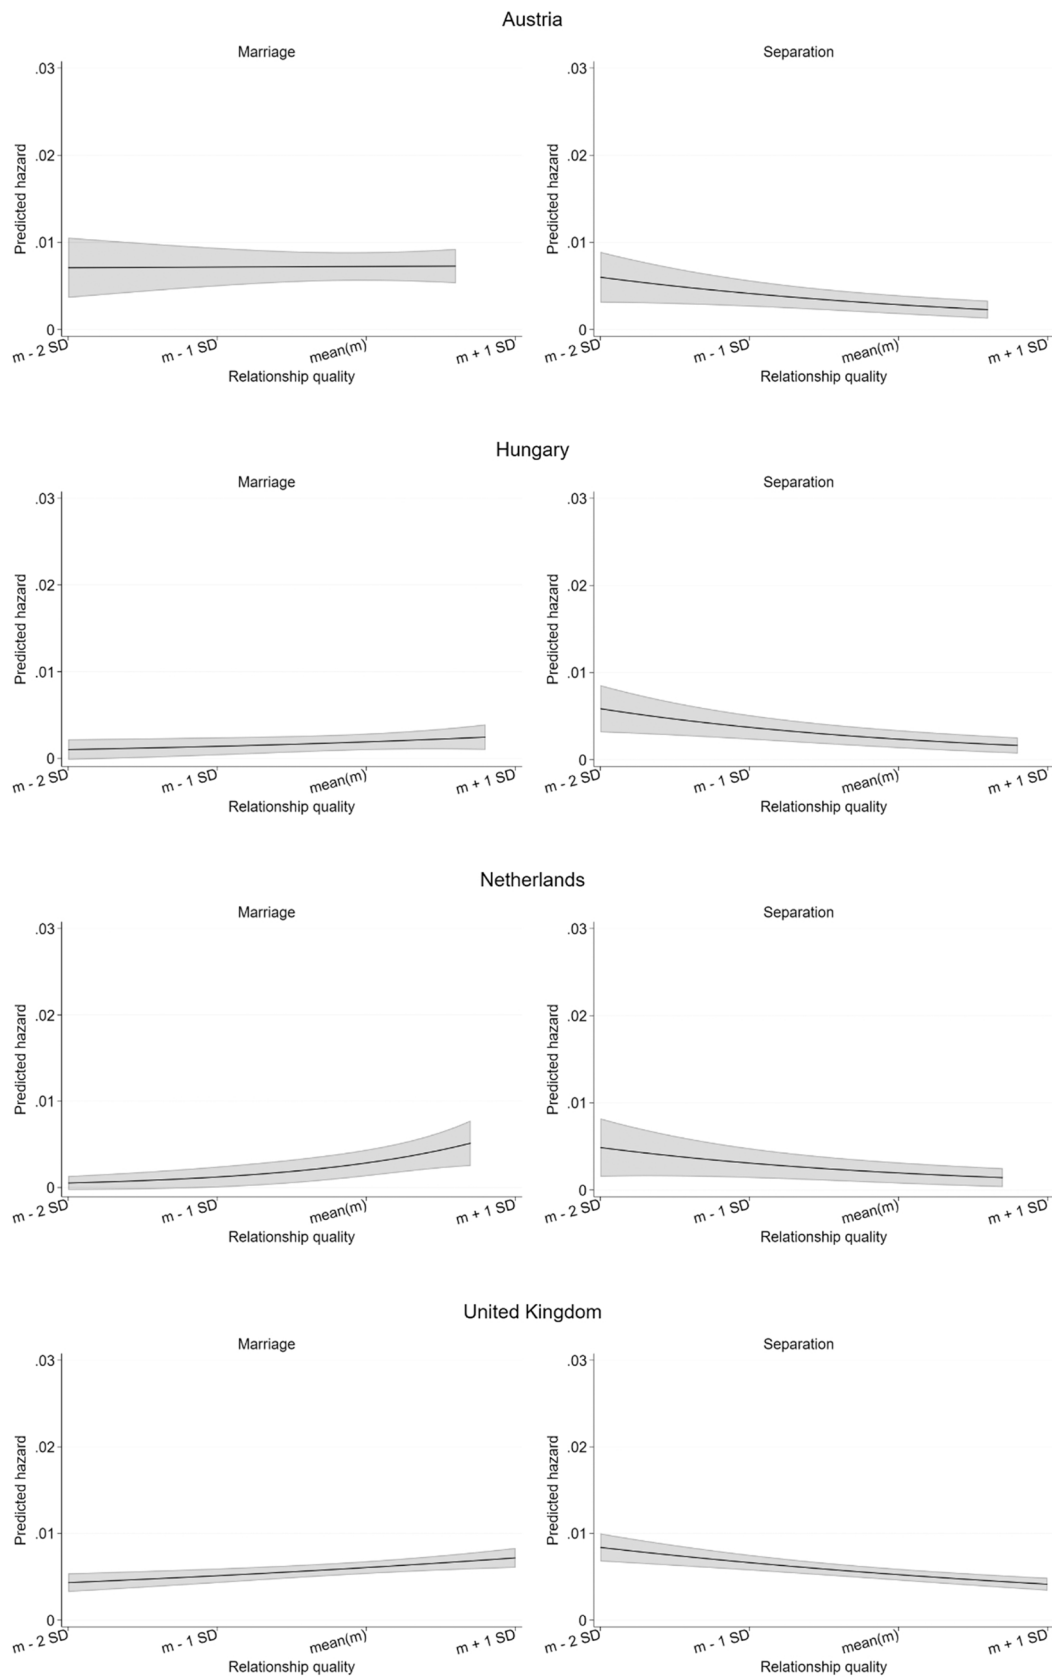 Austria
Marriage
Separation
.03
.02
.01
0
Predicted hazard
m - 2 SD
m - 1 SD
mean(m)
m + 1 SD
Relationship quality
.03
.02
.01
0
Predicted hazard
m - 2 SD
m - 1 SD
mean(m)
m + 1 SD
Relationship quality
Hungary
Marriage
Separation
.03
.02
.01
0
Predicted hazard
m - 2 SD
m - 1 SD
mean(m)
m + 1 SD
Relationship quality
.03
.02
.01
0
Predicted hazard
m - 2 SD
m - 1 SD
mean(m)
m + 1 SD
Relationship quality
Netherlands
Marriage
Separation
.03
.02
.01
0
Predicted hazard
m - 2 SD
m - 1 SD
mean(m)
m + 1 SD
Relationship quality
.03
.02
.01
0
Predicted hazard
m - 2 SD
m - 1 SD
mean(m)
m + 1 SD
Relationship quality
United Kingdom
Marriage
Separation
.03
.02
.01
0
Predicted hazard
m - 2 SD
m - 1 SD
mean(m)
m + 1 SD
Relationship quality
.03
.02
.01
0
Predicted hazard
m - 2 SD
m - 1 SD
mean(m)
m + 1 SD
Relationship quality